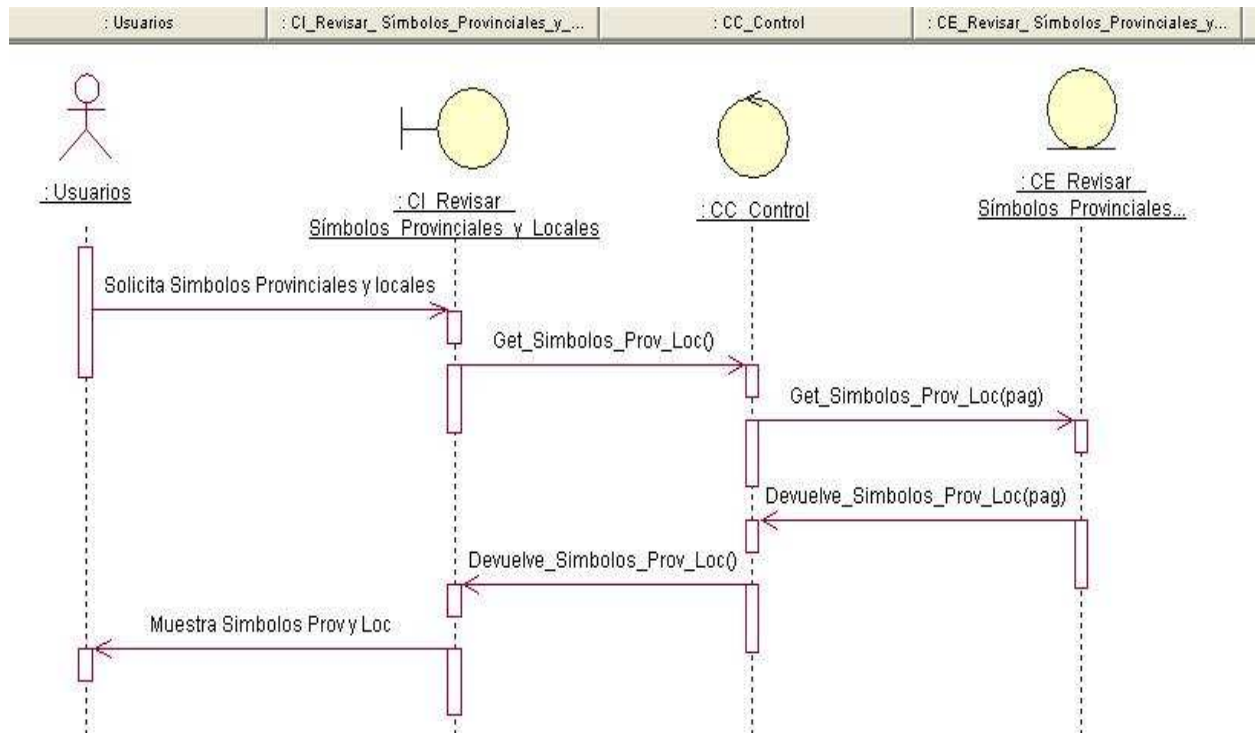 : Usuarios
: CI_Revisar_ Símbolos_Provinciales_y_...
: CC_Control
: CE_Revisar_ Símbolos_Provinciales_y...
: Usuarios
: CI_Revisar_
Símbolos_Provinciales_y_Locales
: CC_Control
: CE_Revisar_
Símbolos_Provinciales...
Solicita Simbolos Provinciales y locales
Get_Simbolos_Prov_Loc()
Get_Simbolos_Prov_Loc(pag)
Devuelve_Simbolos_Prov_Loc(pag)
Devuelve_Simbolos_Prov_Loc()
Muestra Simbolos Prov y Loc